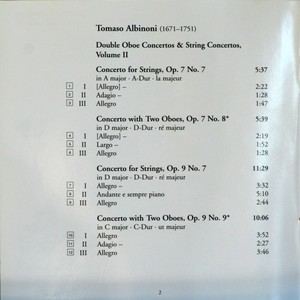 Tomaso Albinoni (1671–1751)
Double Oboe Concertos & String Concertos,
Volume II
Concerto for Strings, Op. 7 No. 7 5:37
in A major · A-Dur · la majeur
1 I [Allegro] – 2:22
2 II Adagio – 1:28
3 III Allegro 1:47
Concerto with Two Oboes, Op. 7 No. 8* 5:39
in D major · D-Dur · ré majeur
4 I [Allegro] – 2:19
5 II Largo – 1:52
6 III Allegro 1:28
Concerto for Strings, Op. 9 No. 7 11:29
in D major · D-Dur · ré majeur
7 I Allegro – 3:32
8 II Andante e sempre piano 5:10
9 III Allegro 2:44
Concerto with Two Oboes, Op. 9 No. 9* 10:06
in C major · C-Dur · ut majeur
10 I Allegro 3:52
11 II Adagio – 2:27
12 III Allegro 3:46
2